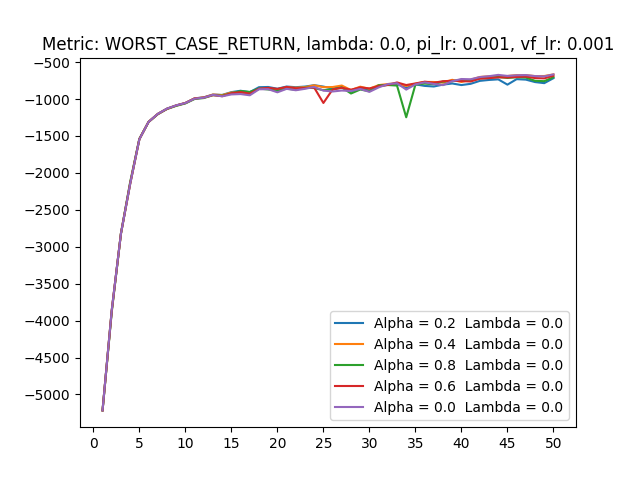 Metric: WORST_CASE_RETURN, lambda: 0.0, pi_lr: 0.001, vf_lr: 0.001
−500
−1000
−1500
−2000
−2500
−3000
−3500
−4000
−4500
−5000
Alpha = 0.2  Lambda = 0.0
Alpha = 0.4  Lambda = 0.0
Alpha = 0.8  Lambda = 0.0
Alpha = 0.6  Lambda = 0.0
Alpha = 0.0  Lambda = 0.0
0 5 10 15 20 25 30 35 40 45 50